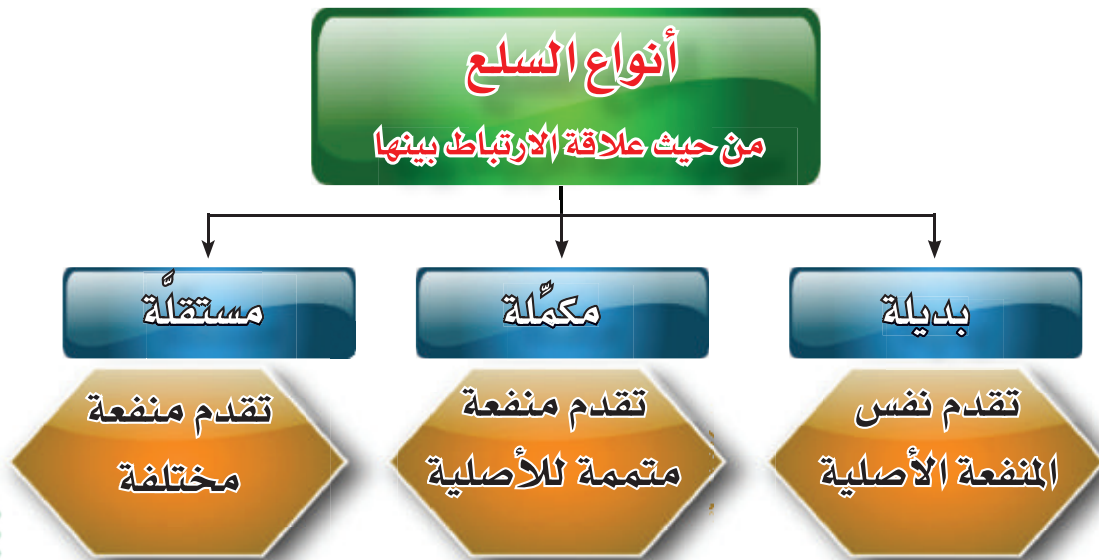 أنواع السلع
من حيث علاقة الارتباط بينها
بديلة
مكمِّلة
مستقلَّة
تقدم نفس
المنفعة الأصلية
تقدم منفعة
متممة للأصلية
تقدم منفعة
مختلفة